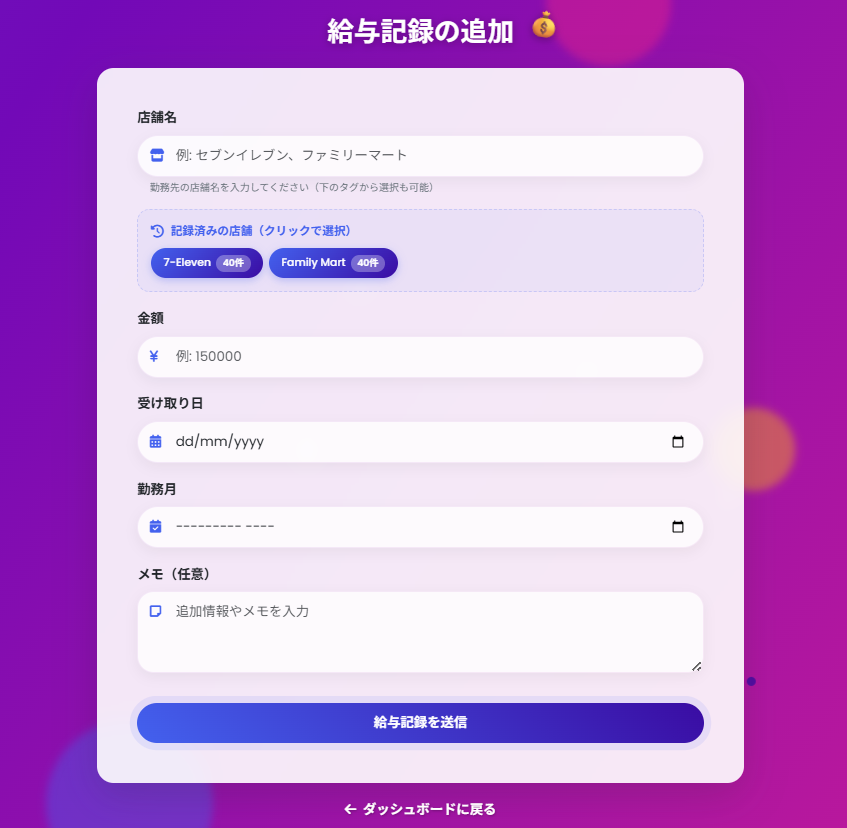 給与記録の追加
店舗名
例: セブンイレブン、ファミリーマート
勤務先の店舗名を入力してください（下のタグから選択も可能）
記録済みの店舗（クリックで選択）
7-Eleven 40件 Family Mart 40件
金額
¥ 例: 150000
受け取り日
dd/mm/yyyy
勤務月
--------- ----
メモ（任意）
追加情報やメモを入力
給与記録を送信
← ダッシュボードに戻る